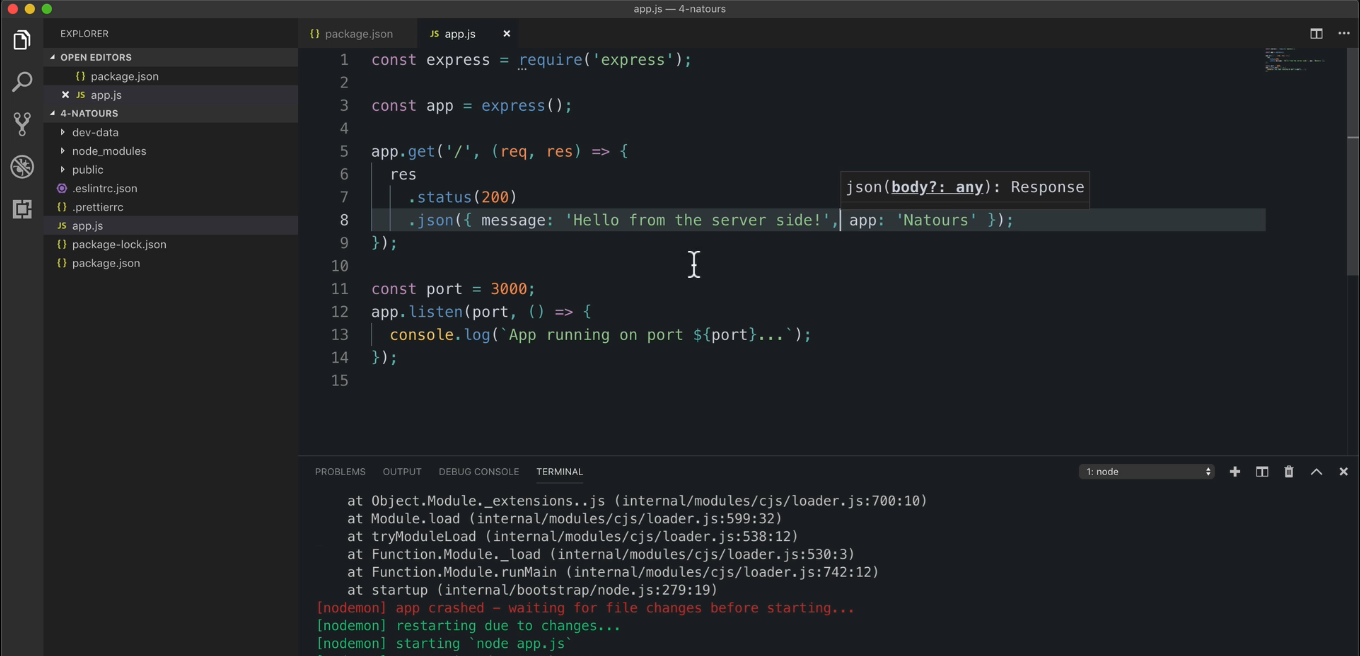 app.js — 4-natours
EXPLORER
OPEN EDITORS
{} package.json
JS app.js
4-NATOURS
dev-data
node_modules
public
.eslintrc.json
{} .prettierrc
JS app.js
{} package-lock.json
{} package.json
{} package.json
JS app.js
1 const express = require('express');
2
3 const app = express();
4
5 app.get('/', (req, res) => {
6 res
7 .status(200)
json(body?: any): Response
8 .json({ message: 'Hello from the server side!', app: 'Natours' });
9 });
10
11 const port = 3000;
12 app.listen(port, () => {
13 console.log(`App running on port ${port}...`);
14 });
15
PROBLEMS OUTPUT DEBUG CONSOLE TERMINAL 1: node
at Object.Module._extensions..js (internal/modules/cjs/loader.js:700:10)
at Module.load (internal/modules/cjs/loader.js:599:32)
at tryModuleLoad (internal/modules/cjs/loader.js:538:12)
at Function.Module._load (internal/modules/cjs/loader.js:530:3)
at Function.Module.runMain (internal/modules/cjs/loader.js:742:12)
at startup (internal/bootstrap/node.js:279:19)
[nodemon] app crashed - waiting for file changes before starting...
[nodemon] restarting due to changes...
[nodemon] starting `node app.js`